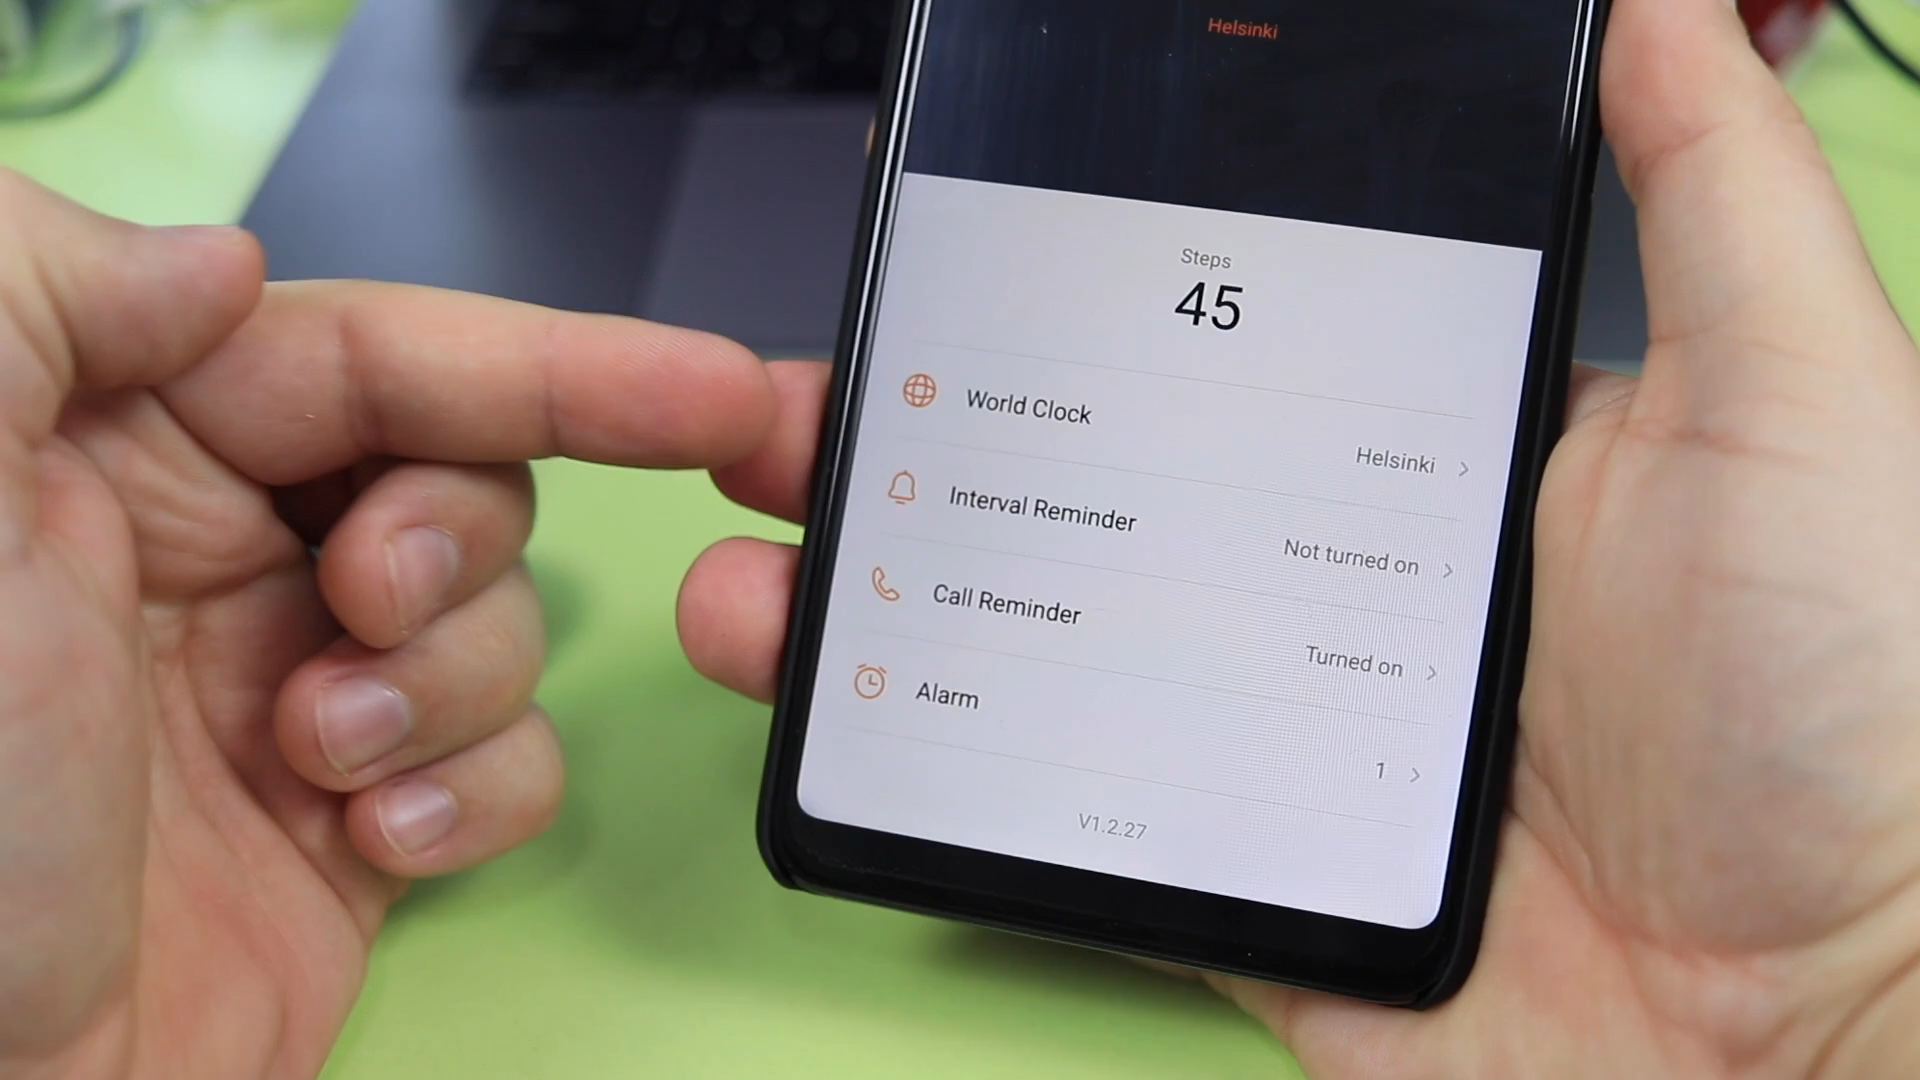 Helsinki
Steps
45
World Clock
Helsinki
Interval Reminder
Not turned on
Call Reminder
Turned on
Alarm
1
V1.2.27